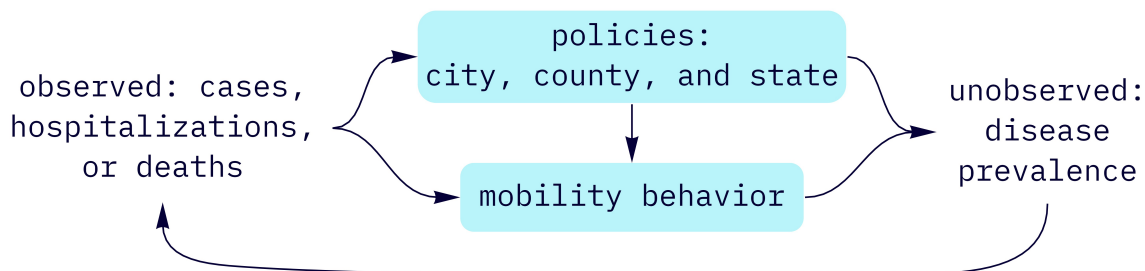 observed: cases,
hospitalizations,
or deaths
policies:
city, county, and state
mobility behavior
unobserved:
disease
prevalence